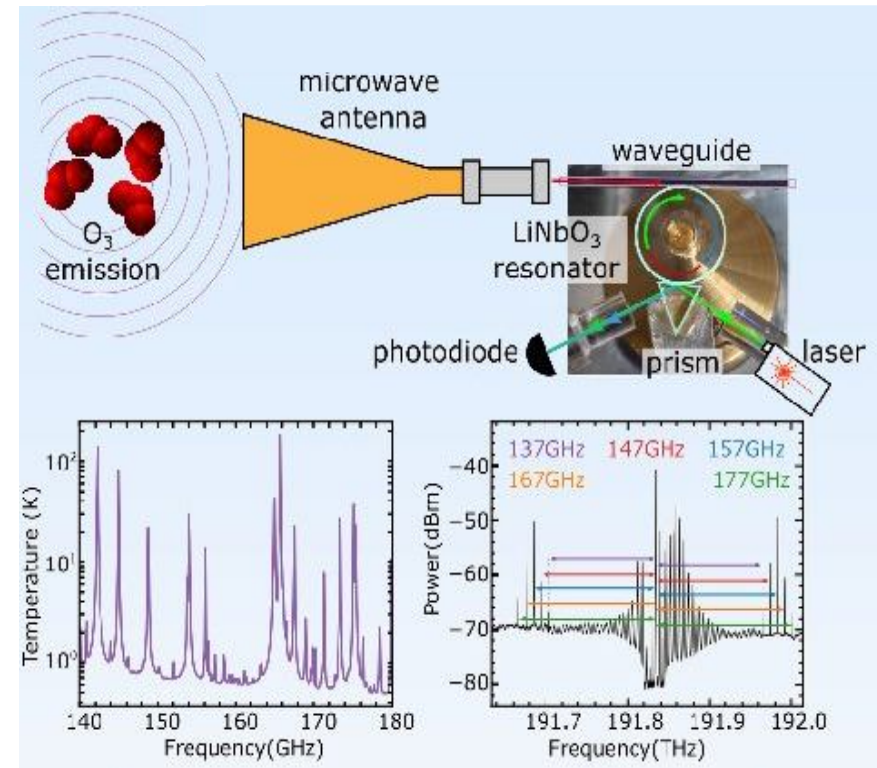 microwave
antenna
waveguide
O₃
emission
LiNbO₃
resonator
photodiode
prism
laser
Temperature (K)
10²
10¹
10⁰
140
150
160
170
180
Frequency(GHz)
Power(dBm)
137GHz
147GHz
157GHz
167GHz
177GHz
−40
−50
−60
−70
−80
191.7
191.8
191.9
192.0
Frequency(THz)